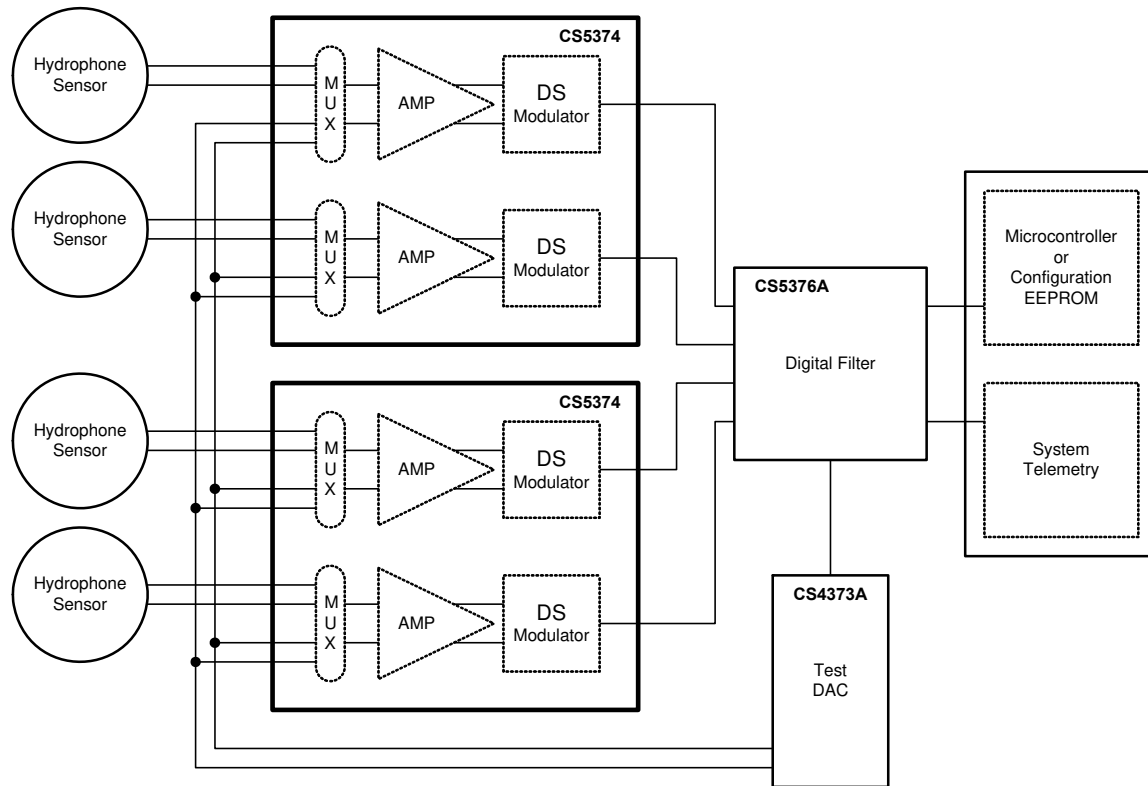 CS5374
Hydrophone
Sensor
M
U
X
AMP
DS
Modulator
Hydrophone
Sensor
M
U
X
AMP
DS
Modulator
CS5374
Hydrophone
Sensor
M
U
X
AMP
DS
Modulator
Hydrophone
Sensor
M
U
X
AMP
DS
Modulator
CS5376A
Digital Filter
Microcontroller
or
Configuration
EEPROM
System
Telemetry
CS4373A
Test
DAC